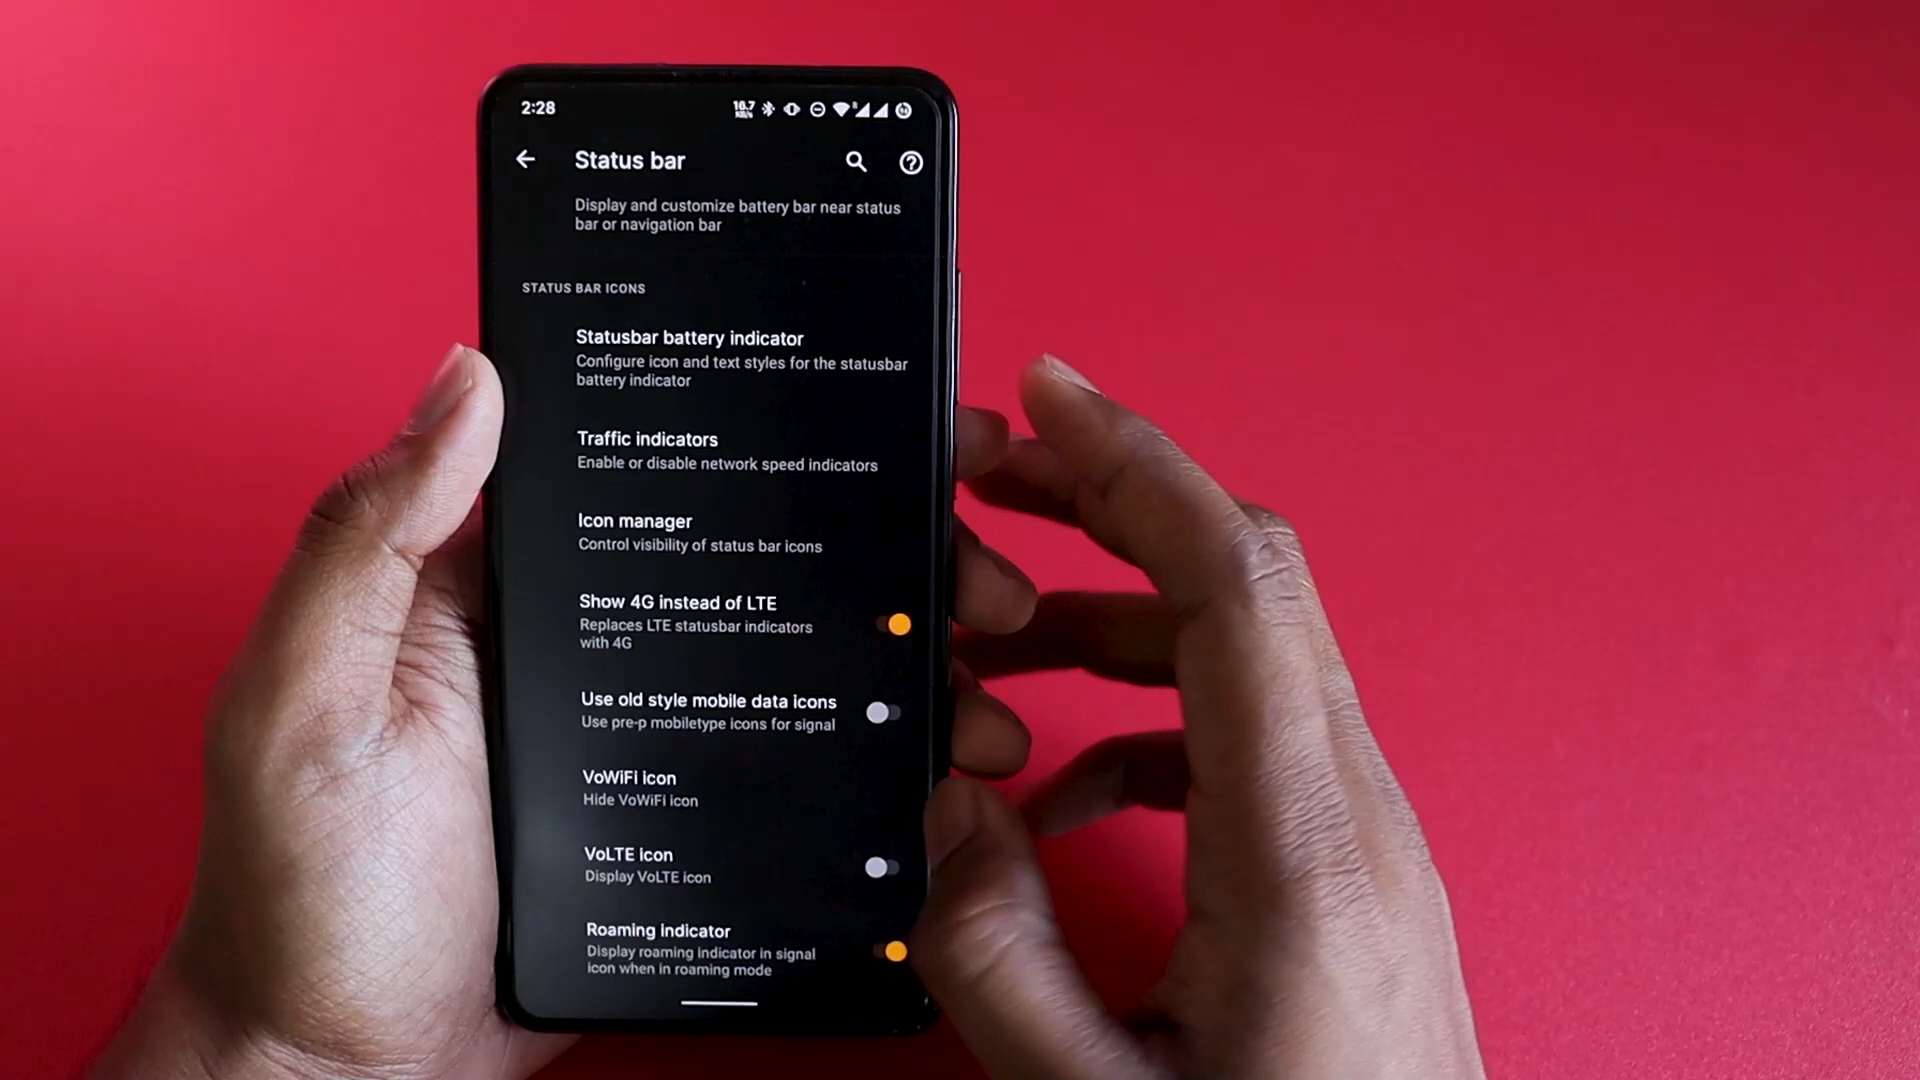 2:28
16.7
KB/s
Status bar
Display and customize battery bar near status
bar or navigation bar
STATUS BAR ICONS
Statusbar battery indicator
Configure icon and text styles for the statusbar
battery indicator
Traffic indicators
Enable or disable network speed indicators
Icon manager
Control visibility of status bar icons
Show 4G instead of LTE
Replaces LTE statusbar indicators
with 4G
Use old style mobile data icons
Use pre-p mobiletype icons for signal
VoWiFi icon
Hide VoWiFi icon
VoLTE icon
Display VoLTE icon
Roaming indicator
Display roaming indicator in signal
icon when in roaming mode